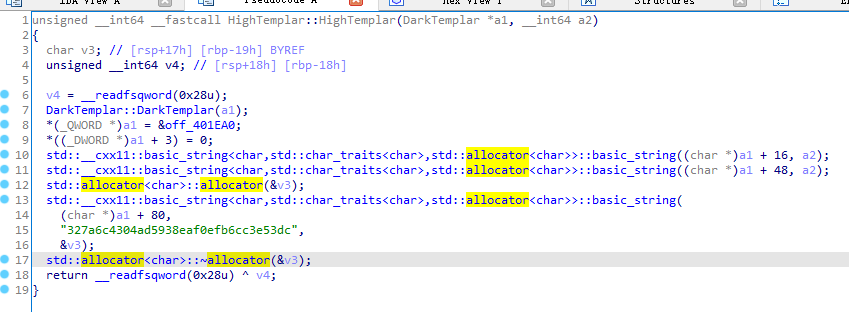 IDA View A
Pseudocode A
Hex View 1
Structures
1 unsigned __int64 __fastcall HighTemplar::HighTemplar(DarkTemplar *a1, __int64 a2)
2 {
3 char v3; // [rsp+17h] [rbp-19h] BYREF
4 unsigned __int64 v4; // [rsp+18h] [rbp-18h]
5
6 v4 = __readfsqword(0x28u);
7 DarkTemplar::DarkTemplar(a1);
8 *(_QWORD *)a1 = &off_401EA0;
9 *((_DWORD *)a1 + 3) = 0;
10 std::__cxx11::basic_string<char,std::char_traits<char>,std::allocator<char>>::basic_string((char *)a1 + 16, a2);
11 std::__cxx11::basic_string<char,std::char_traits<char>,std::allocator<char>>::basic_string((char *)a1 + 48, a2);
12 std::allocator<char>::allocator(&v3);
13 std::__cxx11::basic_string<char,std::char_traits<char>,std::allocator<char>>::basic_string(
14 (char *)a1 + 80,
15 "327a6c4304ad5938eaf0efb6cc3e53dc",
16 &v3);
17 std::allocator<char>::~allocator(&v3);
18 return __readfsqword(0x28u) ^ v4;
19 }